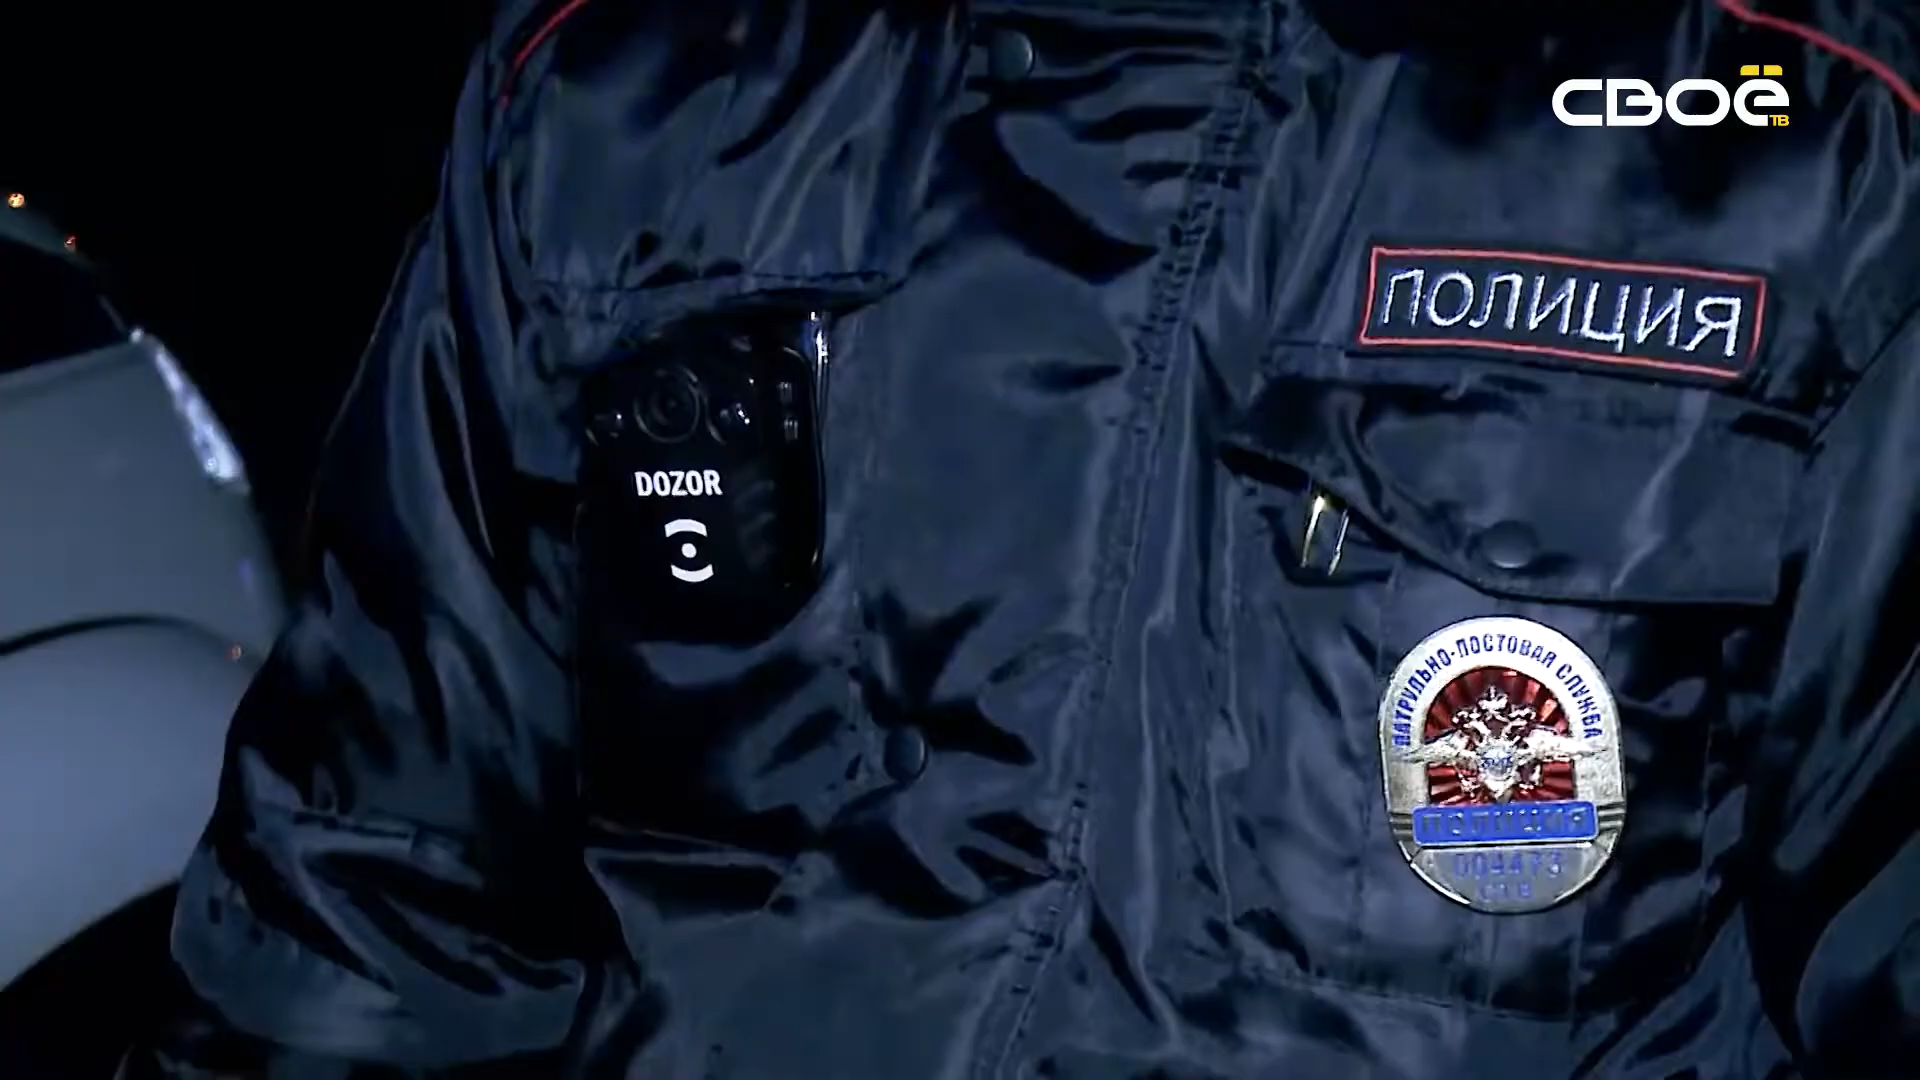 СВОЁ
ТВ
ПОЛИЦИЯ
DOZOR
ПАТРУЛЬНО-ПОСТОВАЯ СЛУЖБА
ПОЛИЦИЯ
004473